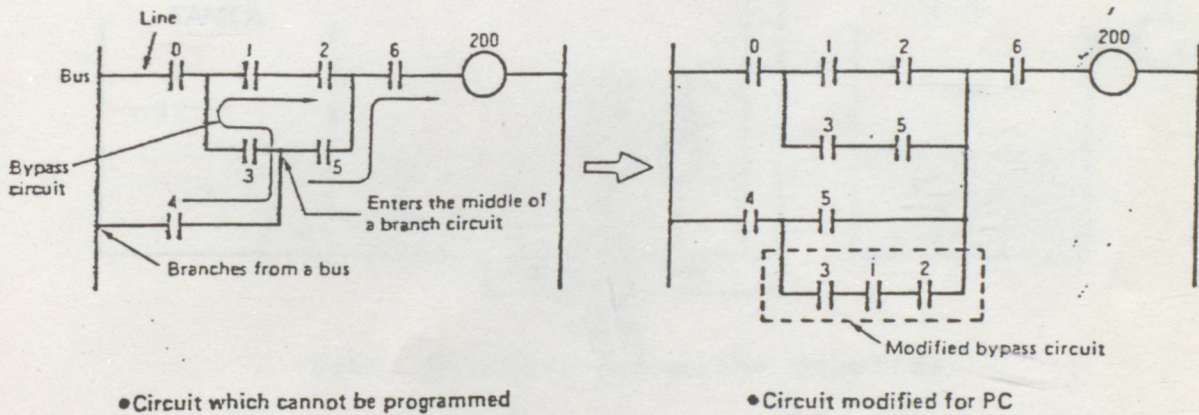 Line
0 1 2 6 200
Bus
3 5
Bypass
circuit
4
Enters the middle of
a branch circuit
Branches from a bus
●Circuit which cannot be programmed
0 1 2 6 200
3 5
4 5
3 1 2
Modified bypass circuit
●Circuit modified for PC